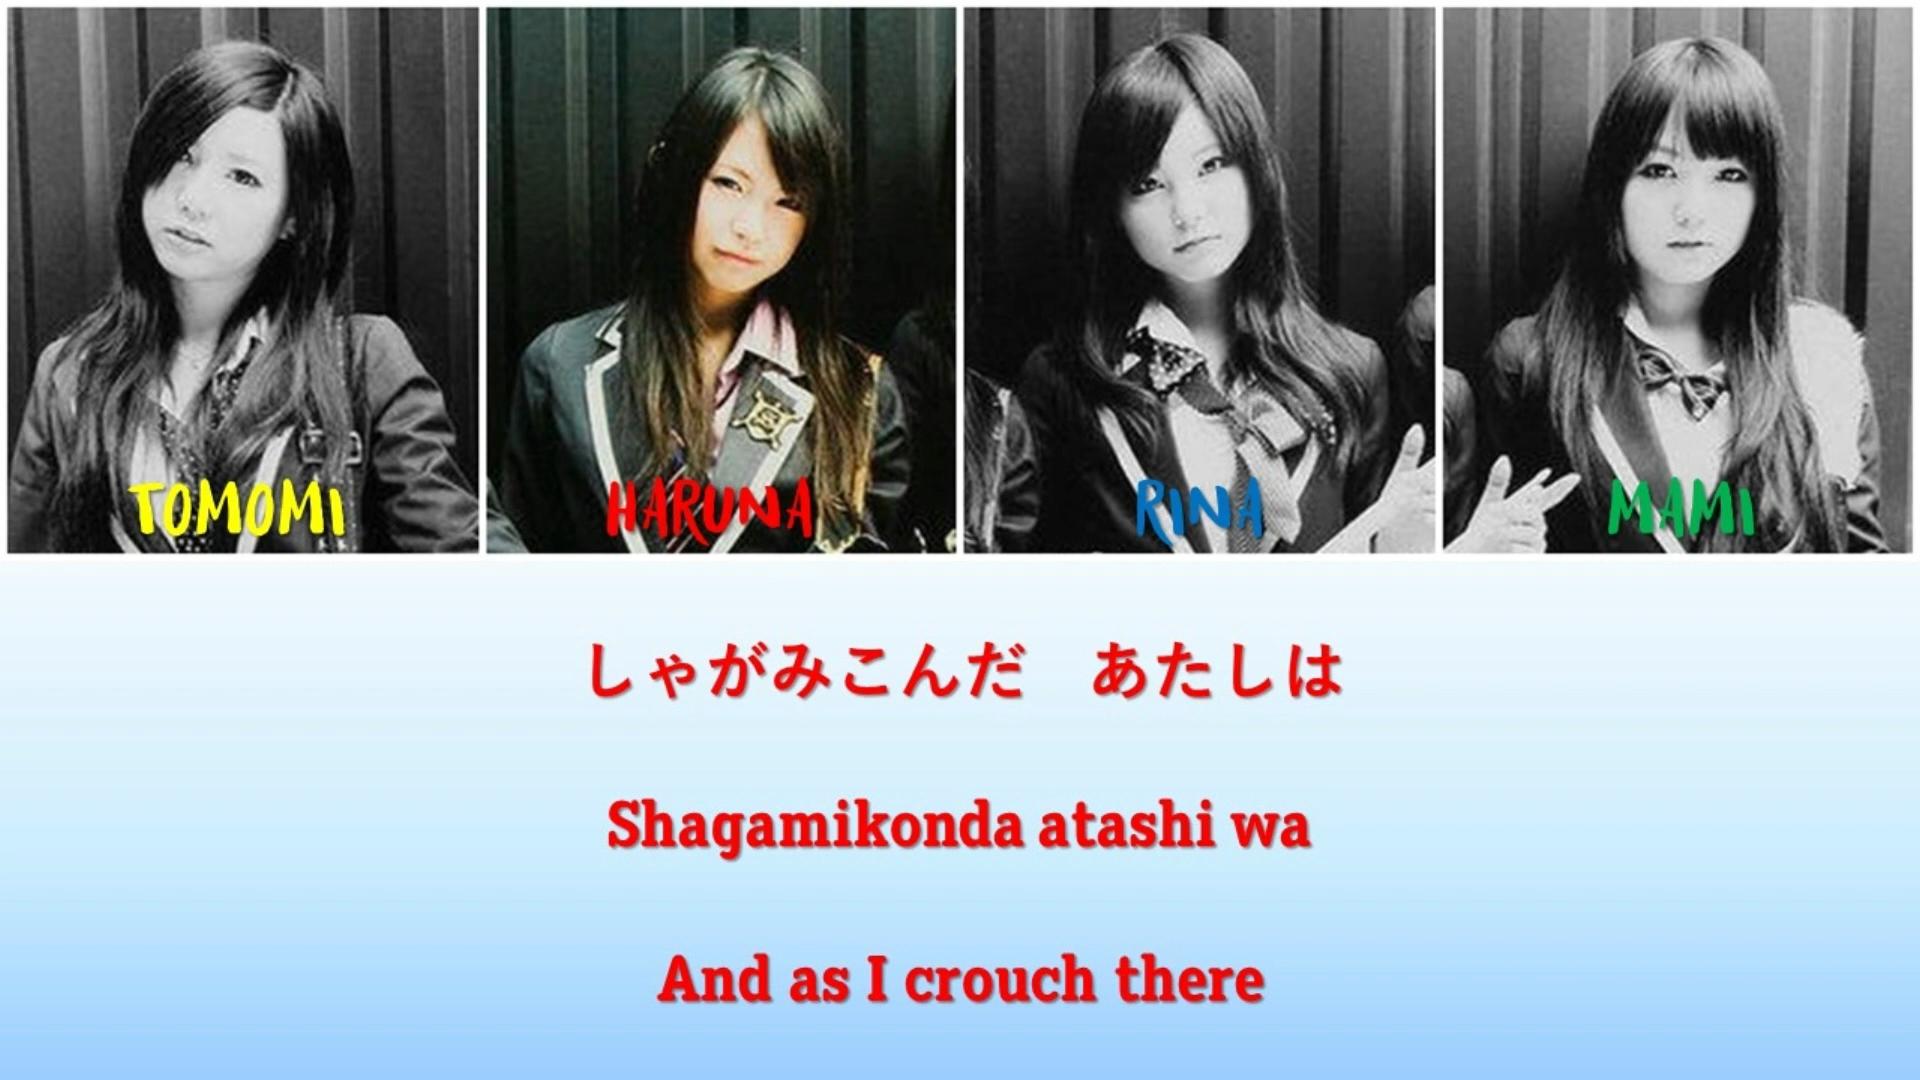 TOMOMI
HARUNA
RINA
MAMI
しゃがみこんだ　あたしは
Shagamikonda atashi wa
And as I crouch there